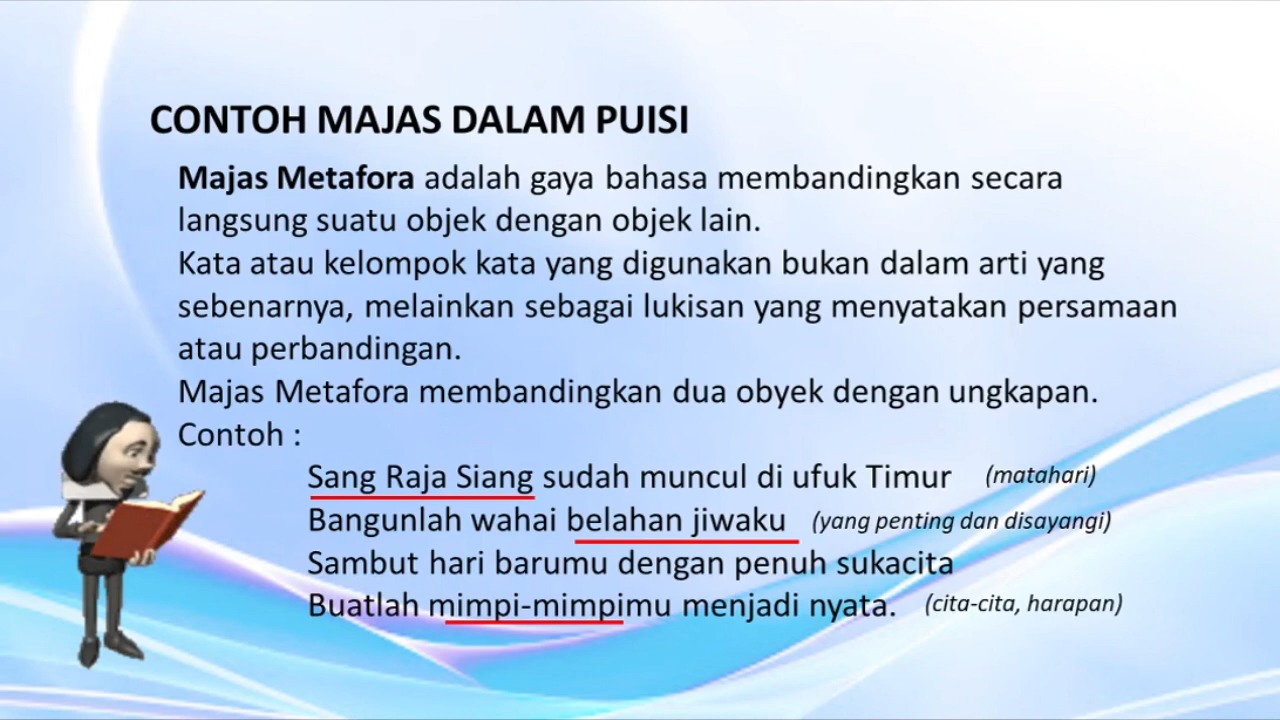 CONTOH MAJAS DALAM PUISI
Majas Metafora adalah gaya bahasa membandingkan secara
langsung suatu objek dengan objek lain.
Kata atau kelompok kata yang digunakan bukan dalam arti yang
sebenarnya, melainkan sebagai lukisan yang menyatakan persamaan
atau perbandingan.
Majas Metafora membandingkan dua obyek dengan ungkapan.
Contoh :
Sang Raja Siang sudah muncul di ufuk Timur (matahari)
Bangunlah wahai belahan jiwaku (yang penting dan disayangi)
Sambut hari barumu dengan penuh sukacita
Buatlah mimpi-mimpimu menjadi nyata. (cita-cita, harapan)